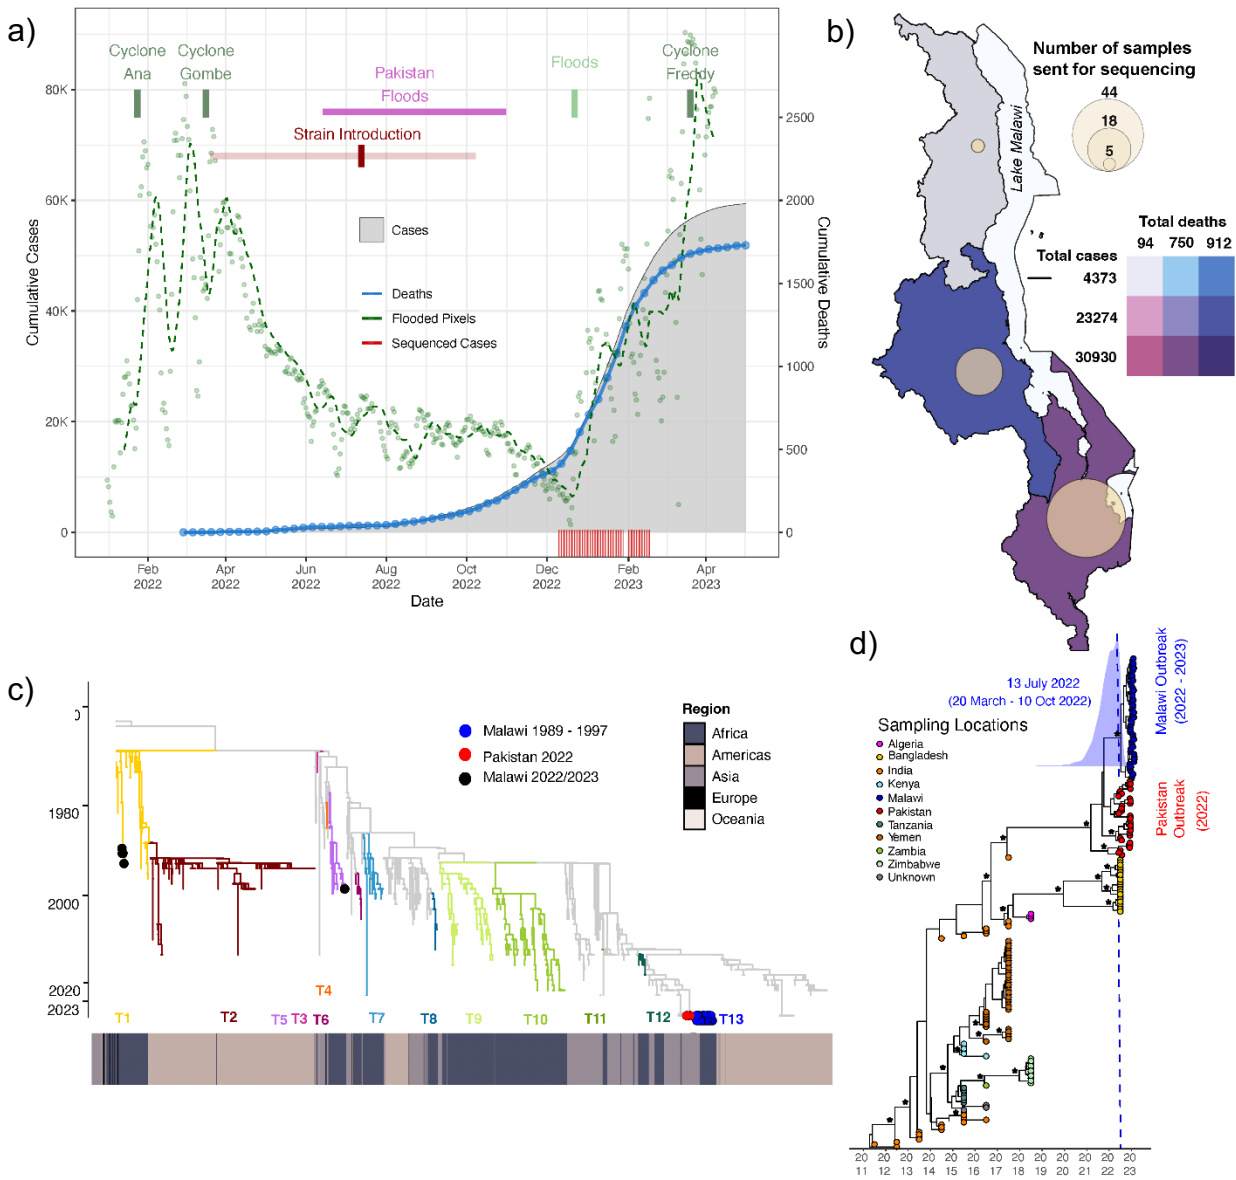 a)
Cyclone
Ana
Cyclone
Gombe
Pakistan
Floods
Floods
Cyclone
Freddy
Strain Introduction
Cases
Deaths
Flooded Pixels
Sequenced Cases
Cumulative Cases
80K
60K
40K
20K
0
Cumulative Deaths
2500
2000
1500
1000
500
0
Feb
2022
Apr
2022
Jun
2022
Aug
2022
Oct
2022
Dec
2022
Feb
2023
Apr
2023
Date
b)
Number of samples
sent for sequencing
44
18
5
Lake Malawi
Total deaths
94 750 912
Total cases
4373
23274
30930
c)
1980
2000
2020
2023
Malawi 1989 - 1997
Pakistan 2022
Malawi 2022/2023
Region
Africa
Americas
Asia
Europe
Oceania
T1
T2
T5
T3
T4
T6
T7
T8
T9
T10
T11
T12
T13
d)
13 July 2022
(20 March - 10 Oct 2022)
Malawi Outbreak
(2022 - 2023)
Pakistan
Outbreak
(2022)
Sampling Locations
Algeria
Bangladesh
India
Kenya
Malawi
Pakistan
Tanzania
Yemen
Zambia
Zimbabwe
Unknown
20 20 20 20 20 20 20 20 20 20 20 20 20
11 12 13 14 15 16 17 18 19 20 21 22 23